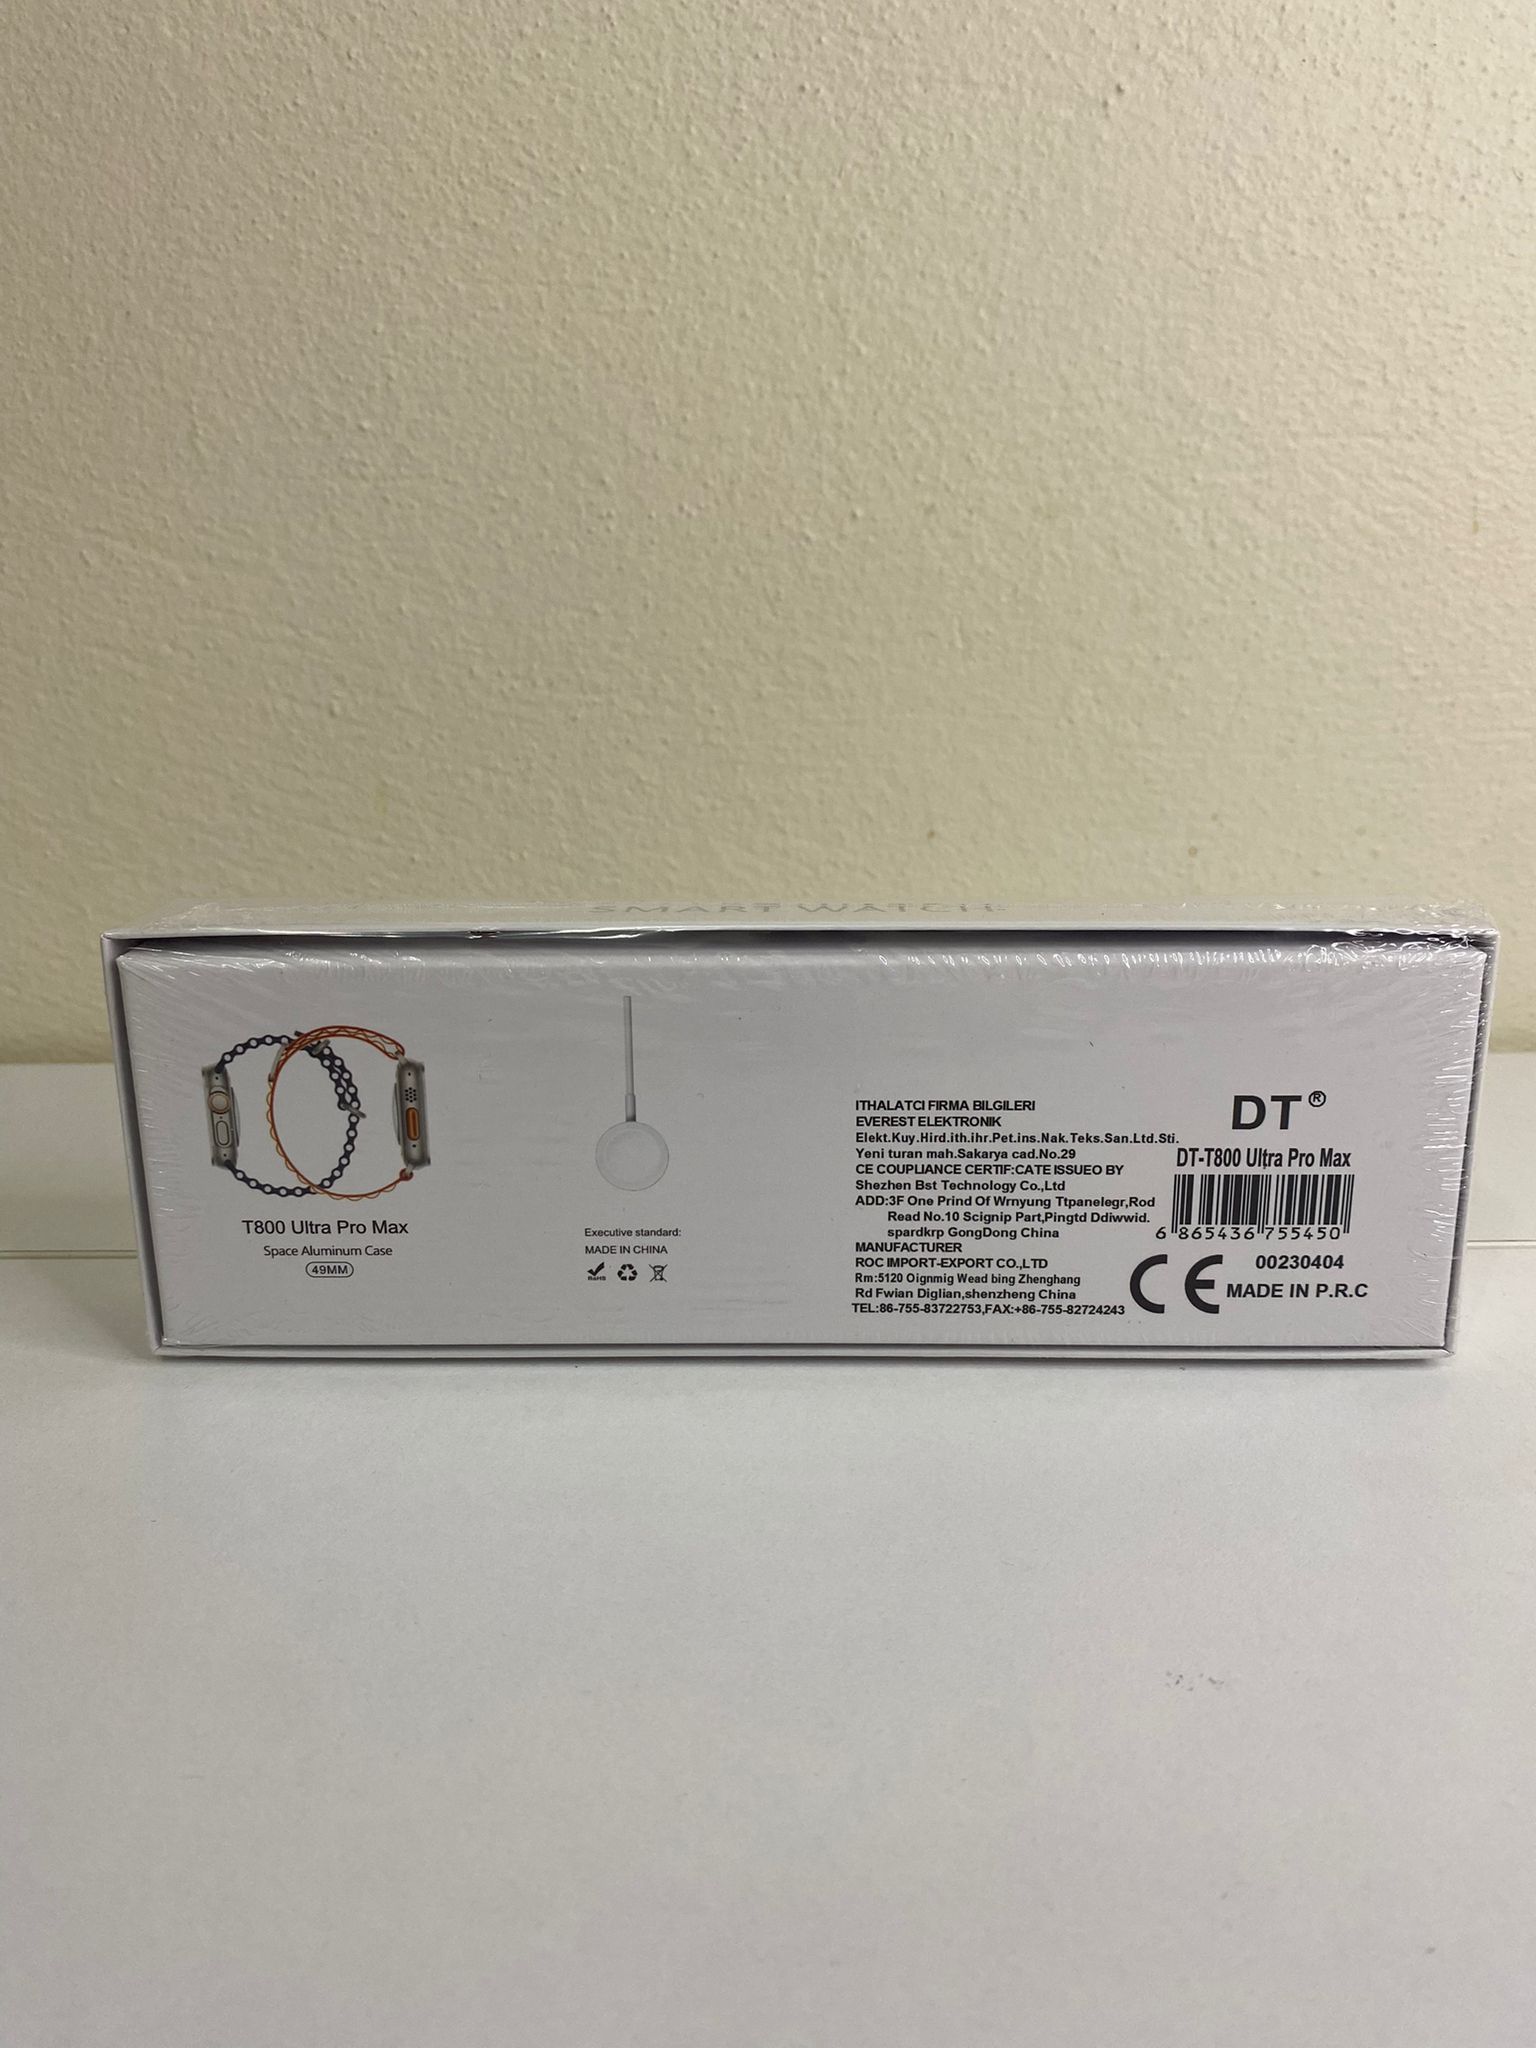 SMART WATCH
T800 Ultra Pro Max
Space Aluminum Case
49MM
Executive standard:
MADE IN CHINA
RoHS
ITHALATCI FIRMA BILGILERI
EVEREST ELEKTRONIK
Elekt.Kuy.Hird.ith.ihr.Pet.ins.Nak.Teks.San.Ltd.Sti.
Yeni turan mah.Sakarya cad.No.29
CE COUPLIANCE CERTIF:CATE ISSUEO BY
Shezhen Bst Technology Co.,Ltd
ADD:3F One Prind Of Wrnyung Ttpanelegr,Rod
Read No.10 Scignip Part,Pingtd Ddiwwid.
spardkrp GongDong China
MANUFACTURER
ROC IMPORT-EXPORT CO.,LTD
Rm:5120 Oignmig Wead bing Zhenghang
Rd Fwian Diglian,shenzheng China
TEL:86-755-83722753,FAX:+86-755-82724243
DT®
DT-T800 Ultra Pro Max
6 865436 755450
CE
00230404
MADE IN P.R.C